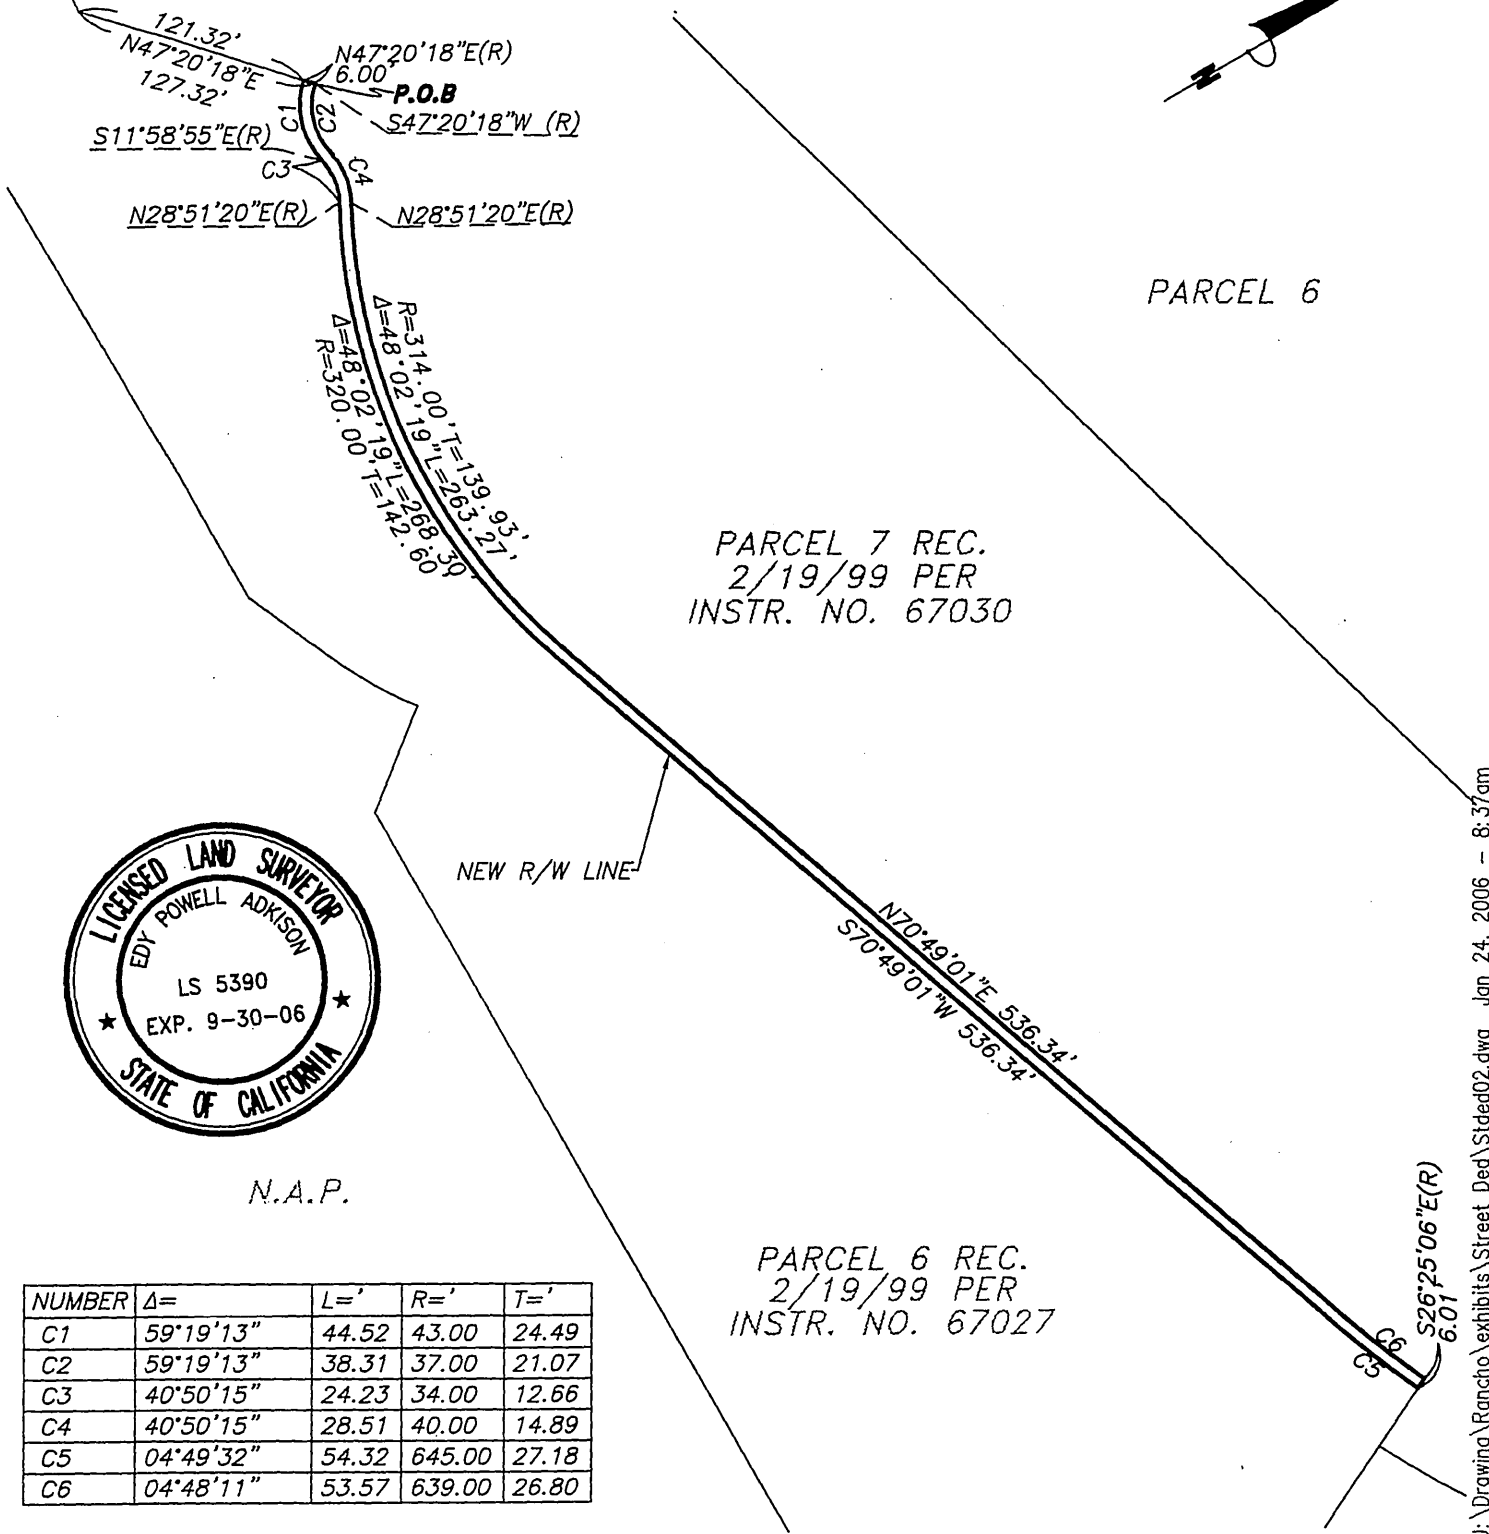 121.32'
N47°20'18"E
127.32'
N47°20'18"E(R)
6.00'
P.O.B
S47°20'18"W (R)
C1
C2
S11°58'55"E(R)
C3
C4
N28°51'20"E(R)
N28°51'20"E(R)
N
PARCEL 6
R=314.00' T=139.93'
Δ=48°02'19" L=263.27'
Δ=48°02'19" L=268.30'
R=320.00' T=142.60'
PARCEL 7 REC.
2/19/99 PER
INSTR. NO. 67030
NEW R/W LINE
LICENSED LAND SURVEYOR
EDY POWELL ADKISON
LS 5390
EXP. 9-30-06
STATE OF CALIFORNIA
N.A.P.
N70°49'01"E 536.34'
S70°49'01"W 536.34'
PARCEL 6 REC.
2/19/99 PER
INSTR. NO. 67027
C6
C5
S26°25'06"E(R)
6.01'
NUMBER Δ= L=' R=' T='
C1 59°19'13" 44.52 43.00 24.49
C2 59°19'13" 38.31 37.00 21.07
C3 40°50'15" 24.23 34.00 12.66
C4 40°50'15" 28.51 40.00 14.89
C5 04°49'32" 54.32 645.00 27.18
C6 04°48'11" 53.57 639.00 26.80
J:\Drawing\Rancho\exhibits\Street Ded\Stded02.dwg Jan 24, 2006 - 8:37am